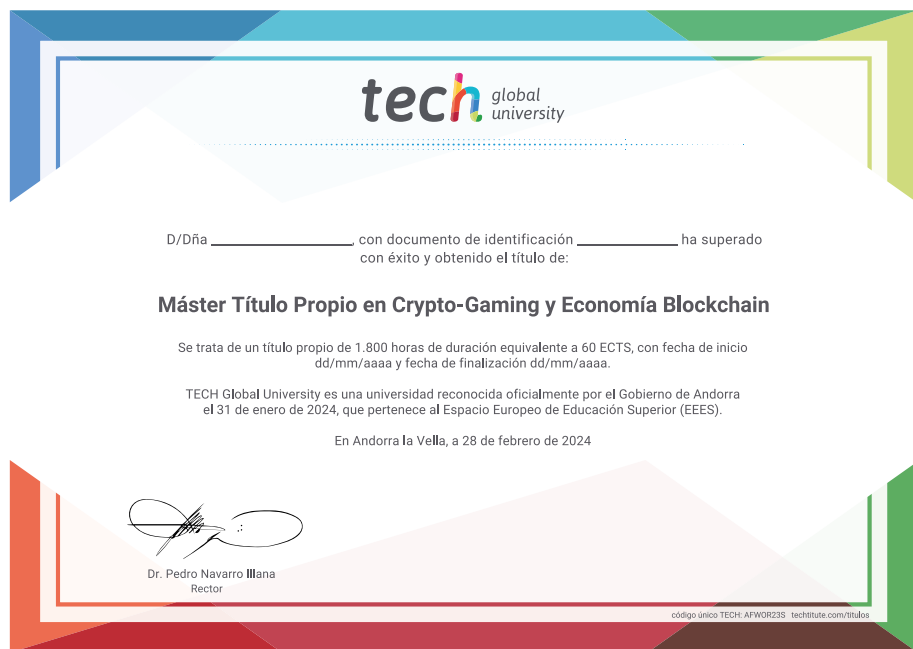 tech global
university
D/Dña ______________, con documento de identificación __________ ha superado
con éxito y obtenido el título de:
Máster Título Propio en Crypto-Gaming y Economía Blockchain
Se trata de un título propio de 1.800 horas de duración equivalente a 60 ECTS, con fecha de inicio
dd/mm/aaaa y fecha de finalización dd/mm/aaaa.
TECH Global University es una universidad reconocida oficialmente por el Gobierno de Andorra
el 31 de enero de 2024, que pertenece al Espacio Europeo de Educación Superior (EEES).
En Andorra la Vella, a 28 de febrero de 2024
Dr. Pedro Navarro Illana
Rector
código único TECH: AFWOR23S techtitute.com/titulos